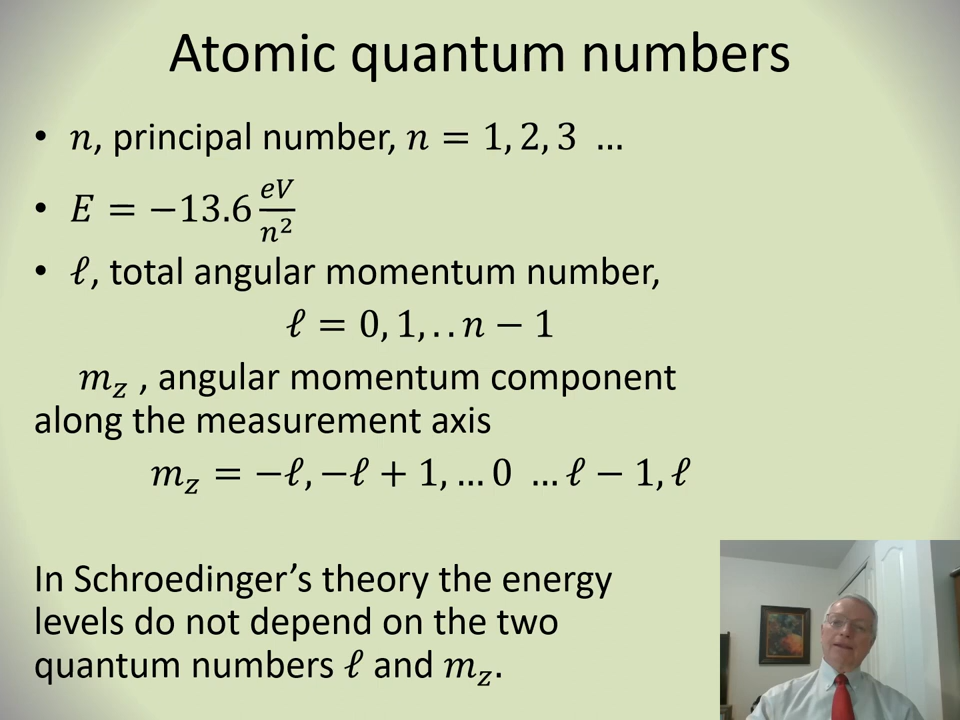 Atomic quantum numbers
• n, principal number, n = 1, 2, 3 …
• E = −13.6 eV/n²
• ℓ, total angular momentum number,
ℓ = 0, 1, . . n − 1
m_z , angular momentum component
along the measurement axis
m_z = −ℓ, −ℓ + 1, … 0 … ℓ − 1, ℓ
In Schroedinger’s theory the energy
levels do not depend on the two
quantum numbers ℓ and m_z.